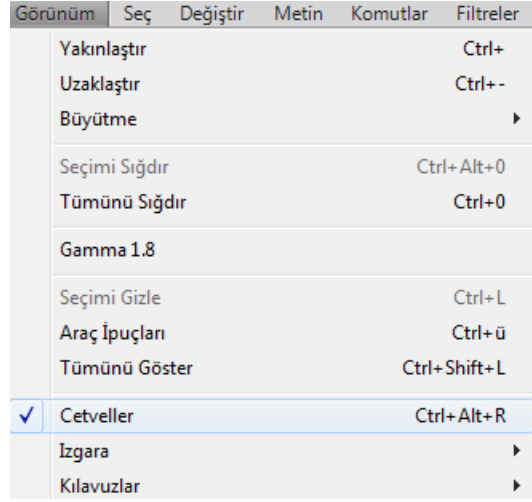 Görünüm Seç Değiştir Metin Komutlar Filtreler
Yakınlaştır Ctrl+
Uzaklaştır Ctrl+-
Büyütme
Seçimi Sığdır Ctrl+Alt+0
Tümünü Sığdır Ctrl+0
Gamma 1.8
Seçimi Gizle Ctrl+L
Araç İpuçları Ctrl+ü
Tümünü Göster Ctrl+Shift+L
Cetveller Ctrl+Alt+R
Izgara
Kılavuzlar